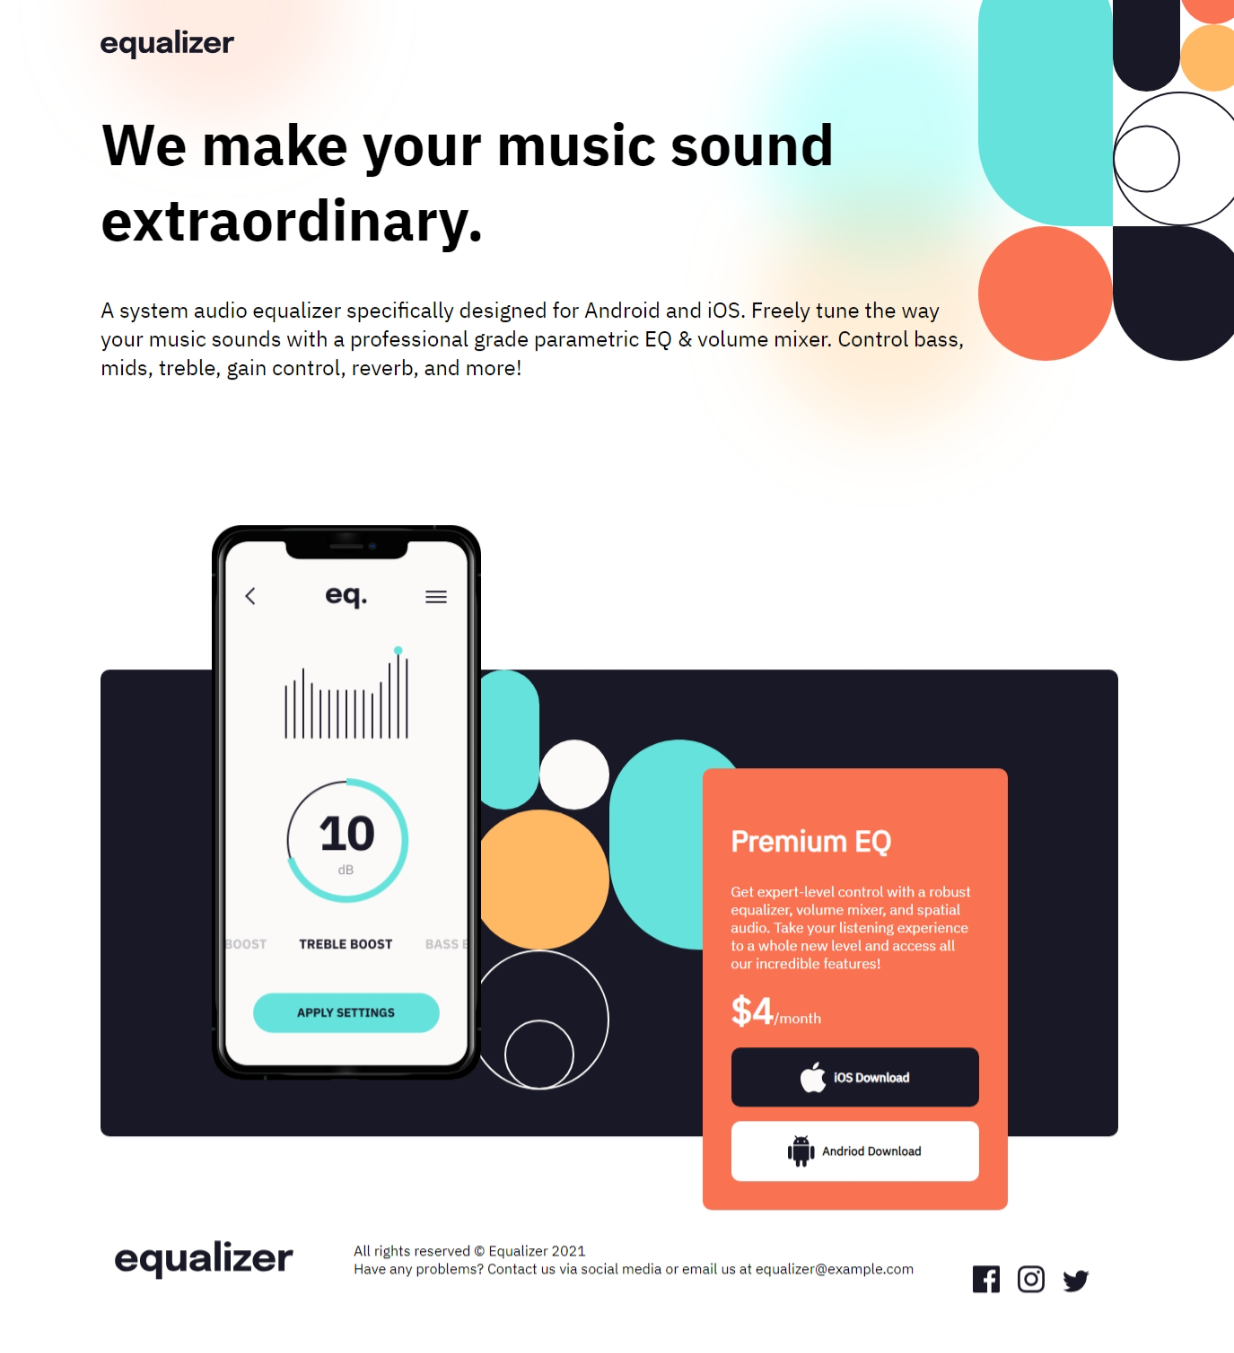 equalizer
We make your music sound
extraordinary.
A system audio equalizer specifically designed for Android and iOS. Freely tune the way
your music sounds with a professional grade parametric EQ & volume mixer. Control bass,
mids, treble, gain control, reverb, and more!
eq.
10
dB
BOOST TREBLE BOOST BASS B
APPLY SETTINGS
Premium EQ
Get expert-level control with a robust
equalizer, volume mixer, and spatial
audio. Take your listening experience
to a whole new level and access all
our incredible features!
$4/month
iOS Download
Andriod Download
equalizer
All rights reserved © Equalizer 2021
Have any problems? Contact us via social media or email us at equalizer@example.com